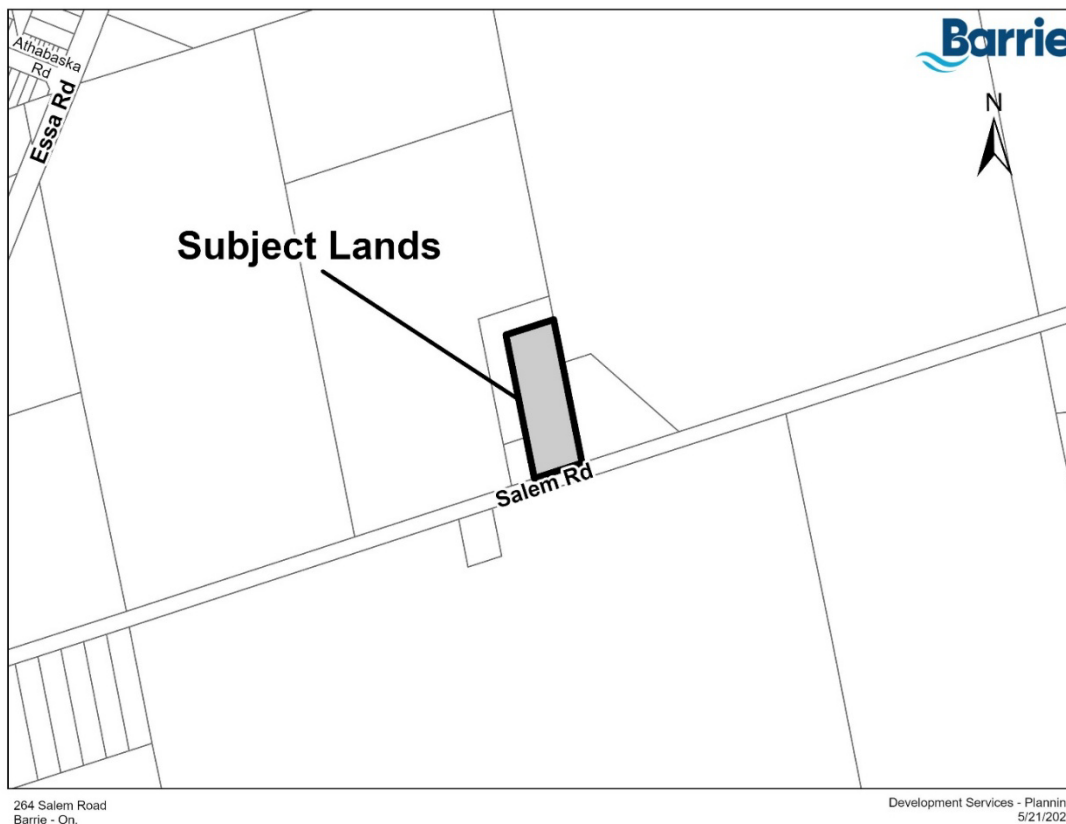 Barrie
N
Athabaska
Rd
Essa Rd
Subject Lands
Salem Rd
264 Salem Road
Barrie - On.
Development Services - Plannin
5/21/202